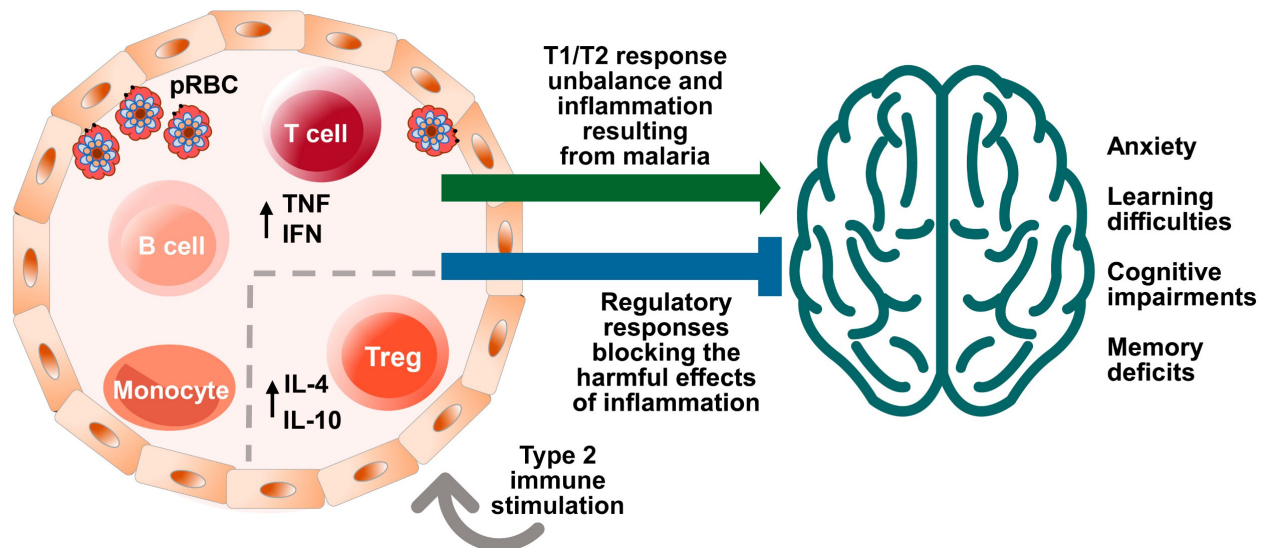 pRBC
T cell
TNF
IFN
B cell
Treg
Monocyte
IL-4
IL-10
T1/T2 response
unbalance and
inflammation
resulting
from malaria
Regulatory
responses
blocking the
harmful effects
of inflammation
Type 2
immune
stimulation
Anxiety
Learning
difficulties
Cognitive
impairments
Memory
deficits